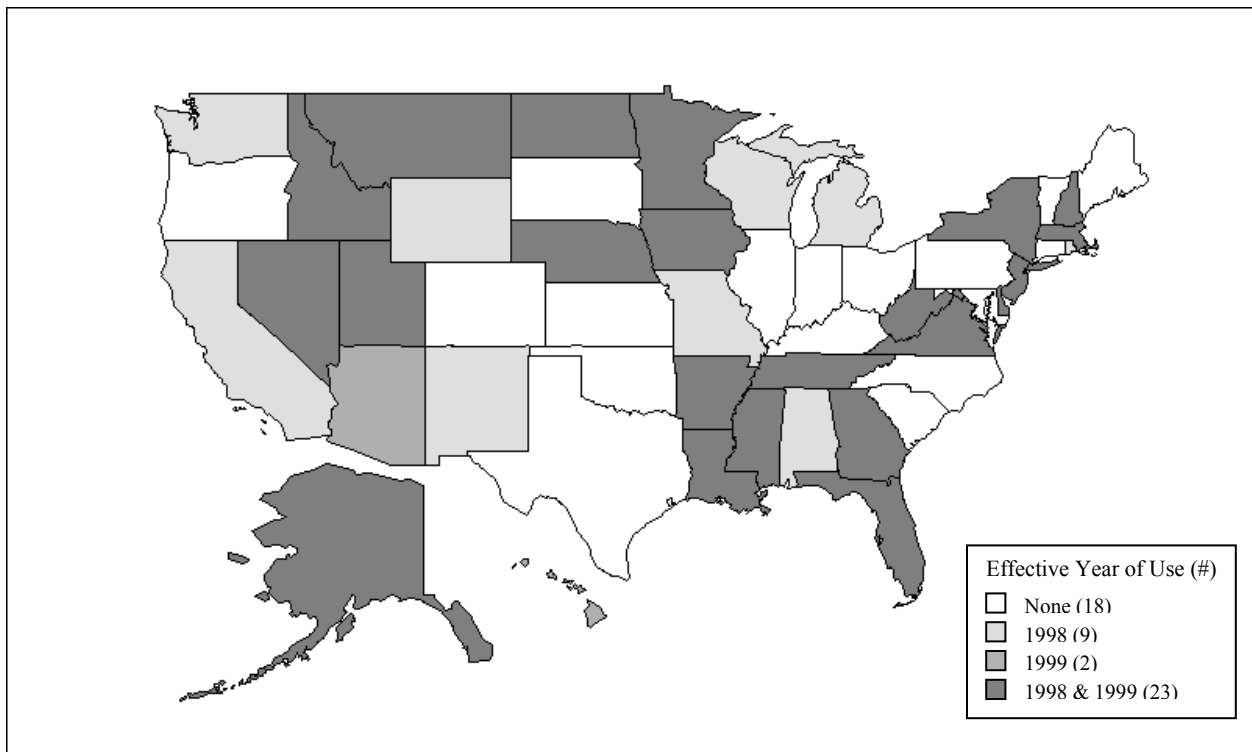 Effective Year of Use (#)
None (18)
1998 (9)
1999 (2)
1998 & 1999 (23)